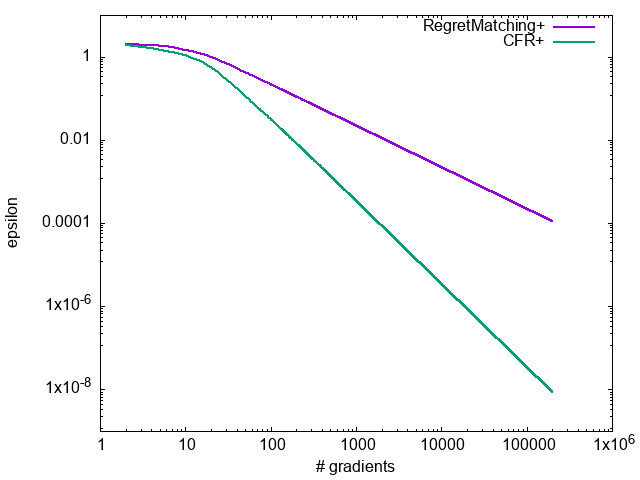 RegretMatching+
CFR+
1
0.01
0.0001
1x10-6
1x10-8
epsilon
1 10 100 1000 10000 100000 1x106
# gradients